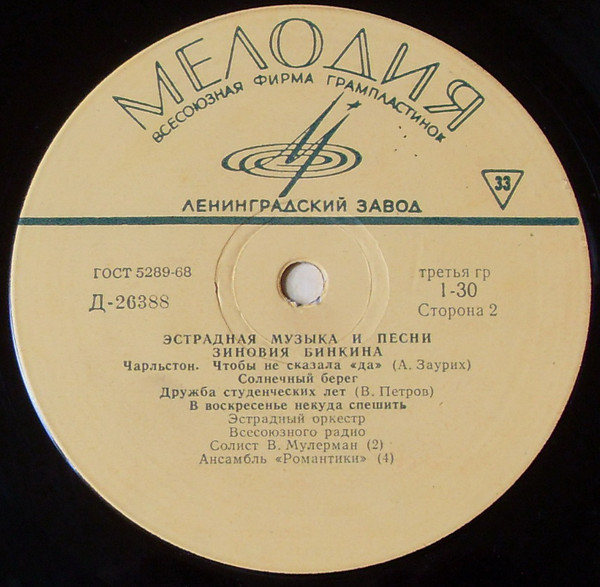 МЕЛОДИЯ
ВСЕСОЮЗНАЯ ФИРМА ГРАМПЛАСТИНОК
33
ЛЕНИНГРАДСКИЙ ЗАВОД
ГОСТ 5289-68
третья гр
Д-26388
1-30
Сторона 2
ЭСТРАДНАЯ МУЗЫКА И ПЕСНИ
ЗИНОВИЯ БИНКИНА
Чарльстон. Чтобы не сказала «да» (А. Заурих)
Солнечный берег
Дружба студенческих лет (В. Петров)
В воскресенье некуда спешить
Эстрадный оркестр
Всесоюзного радио
Солист В. Мулерман (2)
Ансамбль «Романтики» (4)